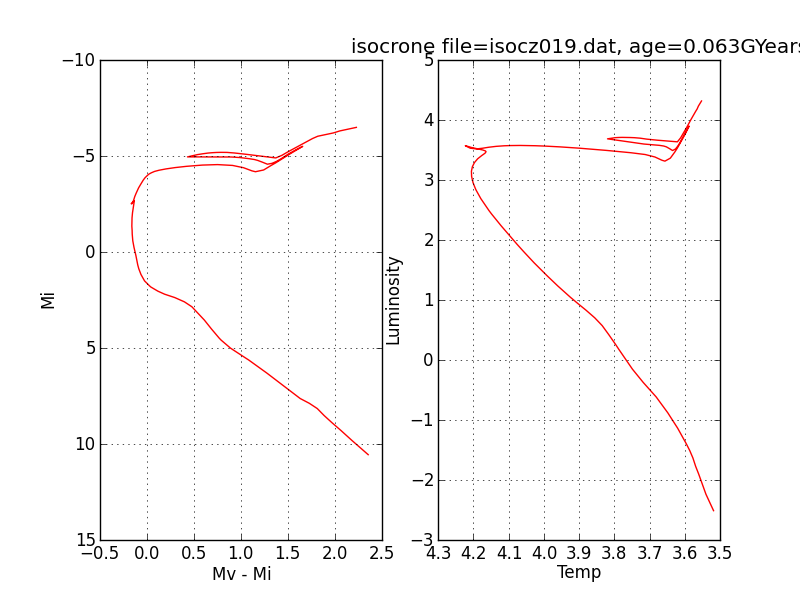 isocrone file=isocz019.dat, age=0.063GYears
−10
−5
0
5
10
15
Mi
−0.5 0.0 0.5 1.0 1.5 2.0 2.5
Mv - Mi
5
4
3
2
1
0
−1
−2
−3
Luminosity
4.3 4.2 4.1 4.0 3.9 3.8 3.7 3.6 3.5
Temp